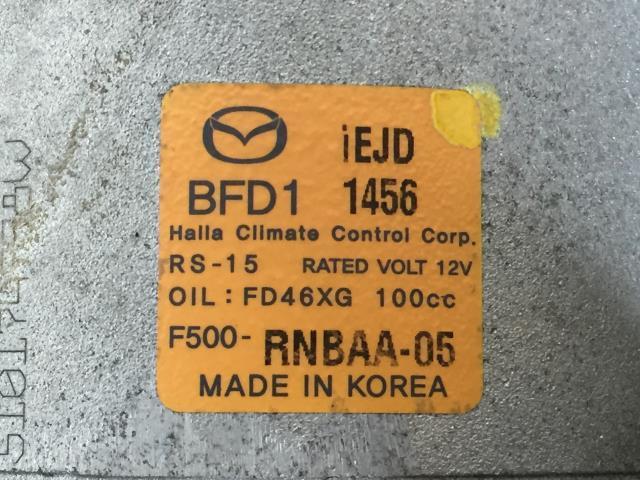 iEJD
BFD1 1456
Halla Climate Control Corp.
RS-15 RATED VOLT 12V
OIL : FD46XG 100cc
F500- RNBAA-05
MADE IN KOREA